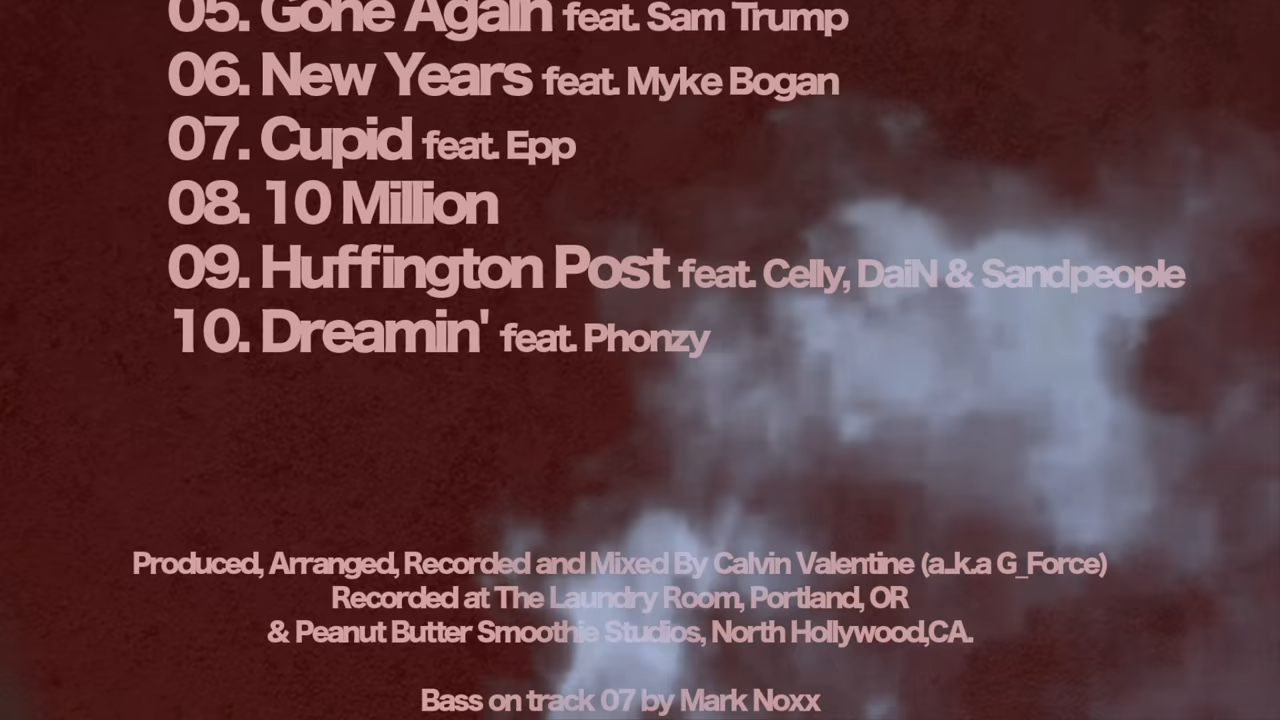 05. Gone Again feat. Sam Trump
06. New Years feat. Myke Bogan
07. Cupid feat. Epp
08. 10 Million
09. Huffington Post feat. Celly, DaiN & Sandpeople
10. Dreamin' feat. Phonzy
Produced, Arranged, Recorded and Mixed By Calvin Valentine (a..k.a G_Force)
Recorded at The Laundry Room, Portland, OR
& Peanut Butter Smoothie Studios, North Hollywood,CA.
Bass on track 07 by Mark Noxx